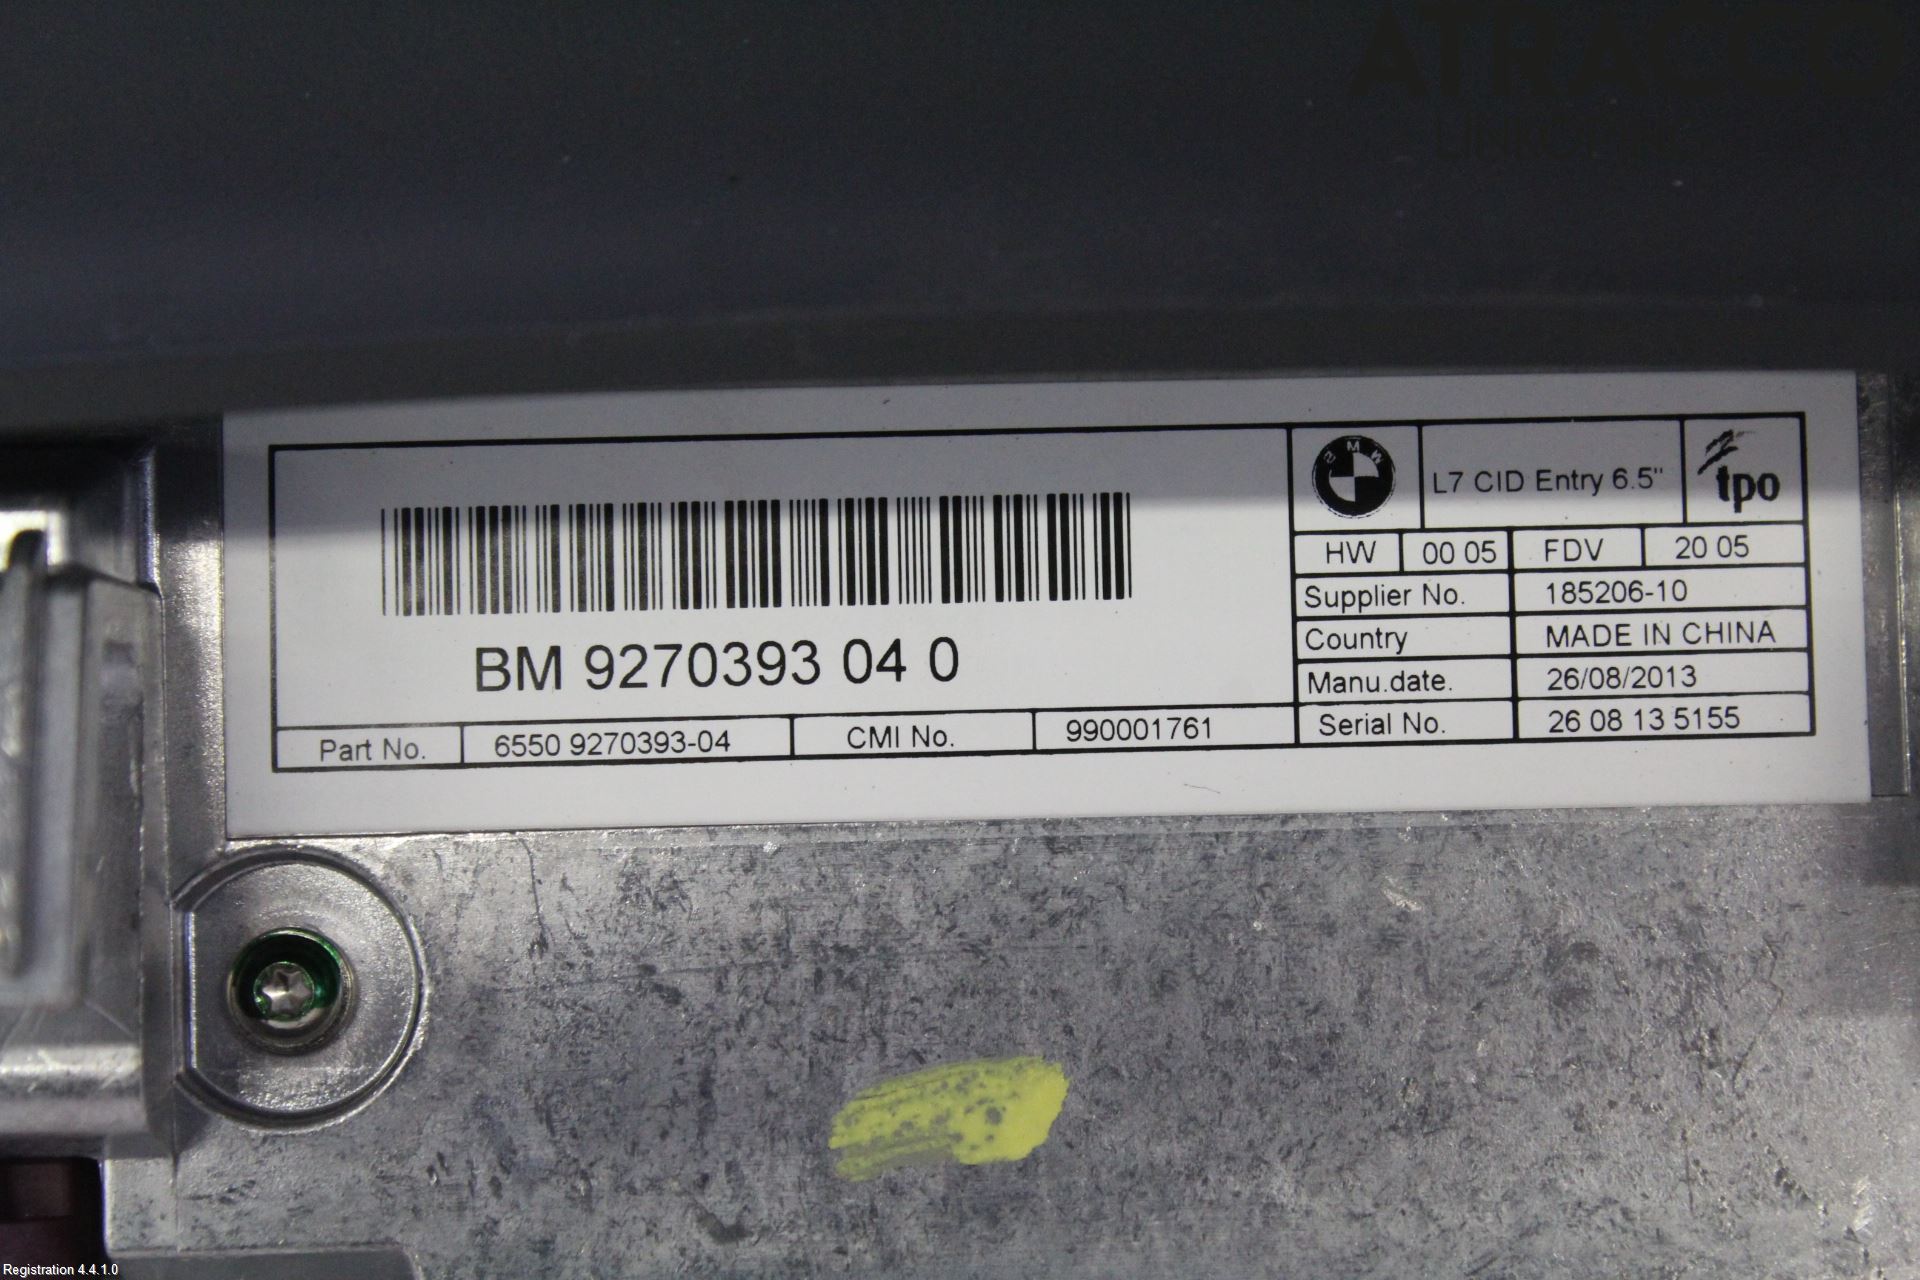 ATRACCO
BMW
L7 CID Entry 6.5"
tpo
HW 00 05 FDV 20 05
Supplier No. 185206-10
Country MADE IN CHINA
Manu.date. 26/08/2013
Serial No. 26 08 13 5155
BM 9270393 04 0
Part No. 6550 9270393-04 CMI No. 990001761
Registration 4.4.1.0